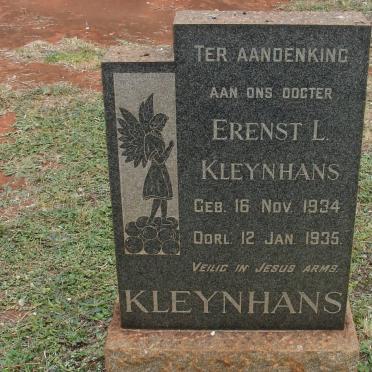 TER AANDENKING
AAN ONS DOGTER
ERENST L.
KLEYNHANS
GEB. 16 NOV. 1934
OORL. 12 JAN. 1935.
VEILIG IN JESUS ARMS.
KLEYNHANS